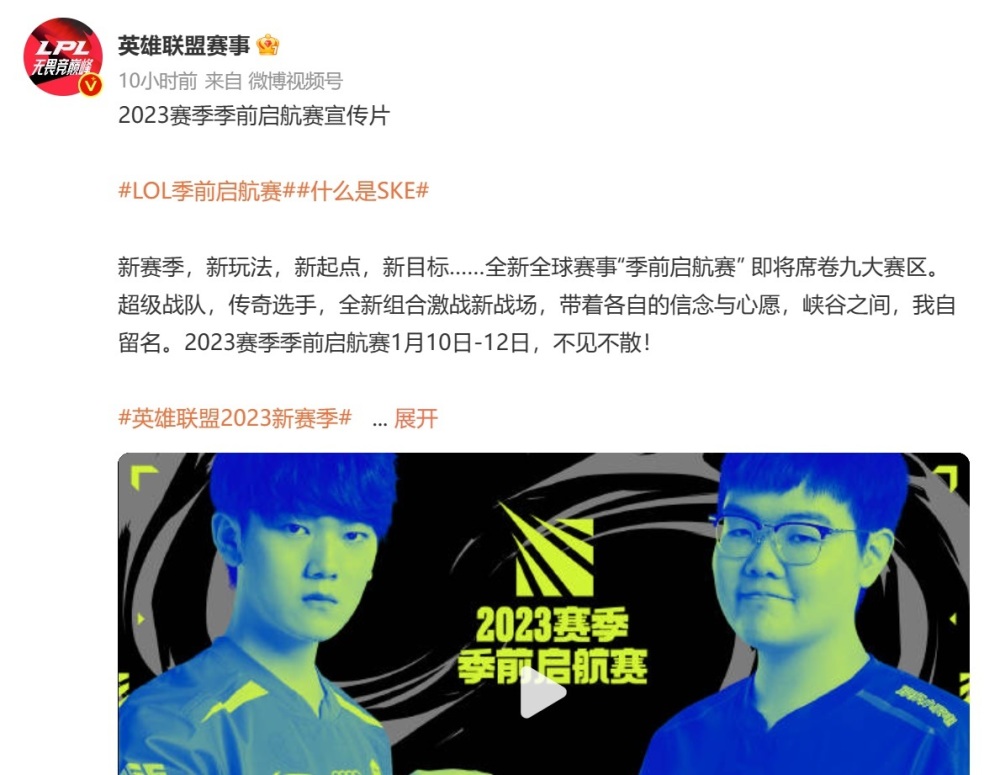 LPL
无畏竞巅峰
英雄联盟赛事
10小时前 来自 微博视频号
2023赛季季前启航赛宣传片
#LOL季前启航赛##什么是SKE#
新赛季，新玩法，新起点，新目标......全新全球赛事“季前启航赛” 即将席卷九大赛区。
超级战队，传奇选手，全新组合激战新战场，带着各自的信念与心愿，峡谷之间，我自
留名。2023赛季季前启航赛1月10日-12日，不见不散！
#英雄联盟2023新赛季# ... 展开
2023赛季
季前启航赛